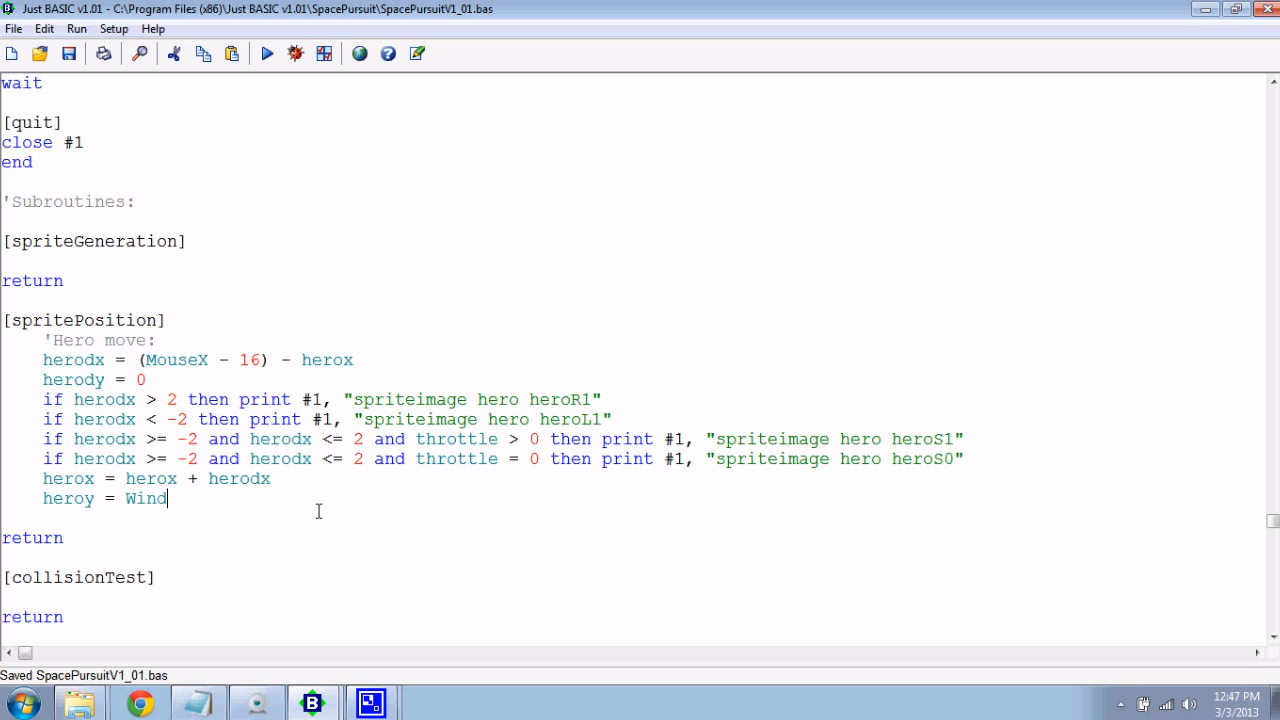 Just BASIC v1.01 - C:\Program Files (x86)\Just BASIC v1.01\SpacePursuit\SpacePursuitV1_01.bas
File Edit Run Setup Help
wait
[quit]
close #1
end
'Subroutines:
[spriteGeneration]
return
[spritePosition]
'Hero move:
herodx = (MouseX - 16) - herox
herody = 0
if herodx > 2 then print #1, "spriteimage hero heroR1"
if herodx < -2 then print #1, "spriteimage hero heroL1"
if herodx >= -2 and herodx <= 2 and throttle > 0 then print #1, "spriteimage hero heroS1"
if herodx >= -2 and herodx <= 2 and throttle = 0 then print #1, "spriteimage hero heroS0"
herox = herox + herodx
heroy = Wind
return
[collisionTest]
return
Saved SpacePursuitV1_01.bas
B
12:47 PM
3/3/2013